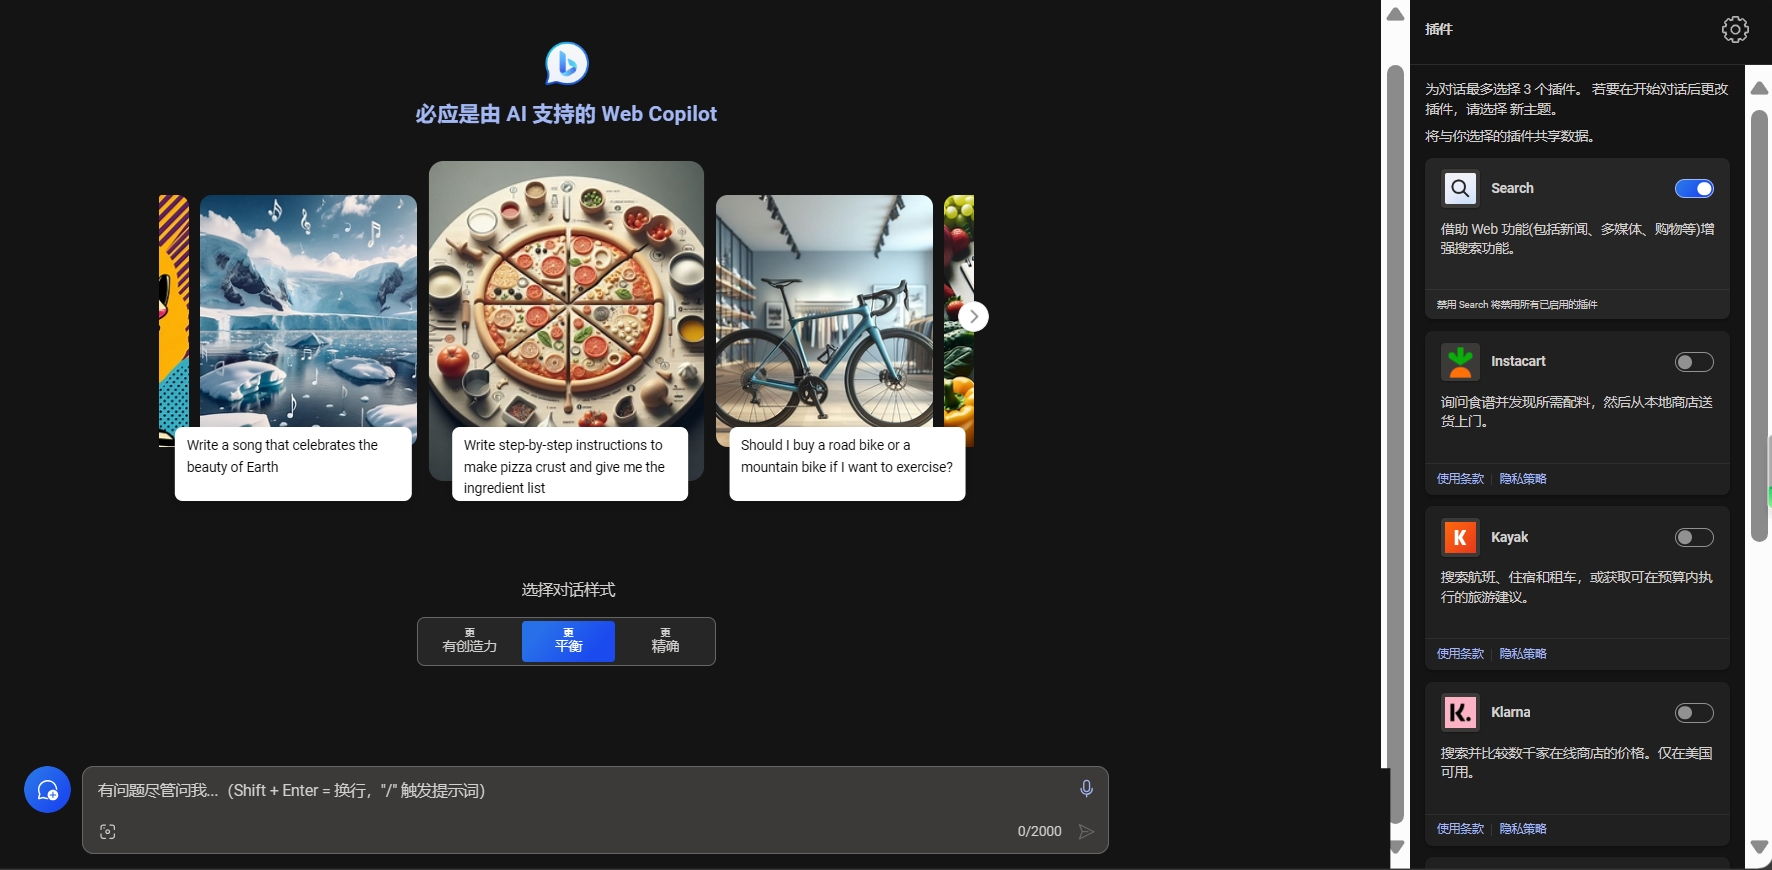 必应是由 AI 支持的 Web Copilot
Write a song that celebrates the
beauty of Earth
Write step-by-step instructions to
make pizza crust and give me the
ingredient list
Should I buy a road bike or a
mountain bike if I want to exercise?
选择对话样式
更
有创造力
更
平衡
更
精确
有问题尽管问我... (Shift + Enter = 换行，"/" 触发提示词)
0/2000
插件
为对话最多选择 3 个插件。 若要在开始对话后更改
插件，请选择 新主题。
将与你选择的插件共享数据。
Search
借助 Web 功能(包括新闻、多媒体、购物等)增
强搜索功能。
禁用 Search 将禁用所有已启用的插件
Instacart
询问食谱并发现所需配料，然后从本地商店送
货上门。
使用条款 | 隐私策略
K
Kayak
搜索航班、住宿和租车，或获取可在预算内执
行的旅游建议。
使用条款 | 隐私策略
K.
Klarna
搜索并比较数千家在线商店的价格。仅在美国
可用。
使用条款 | 隐私策略